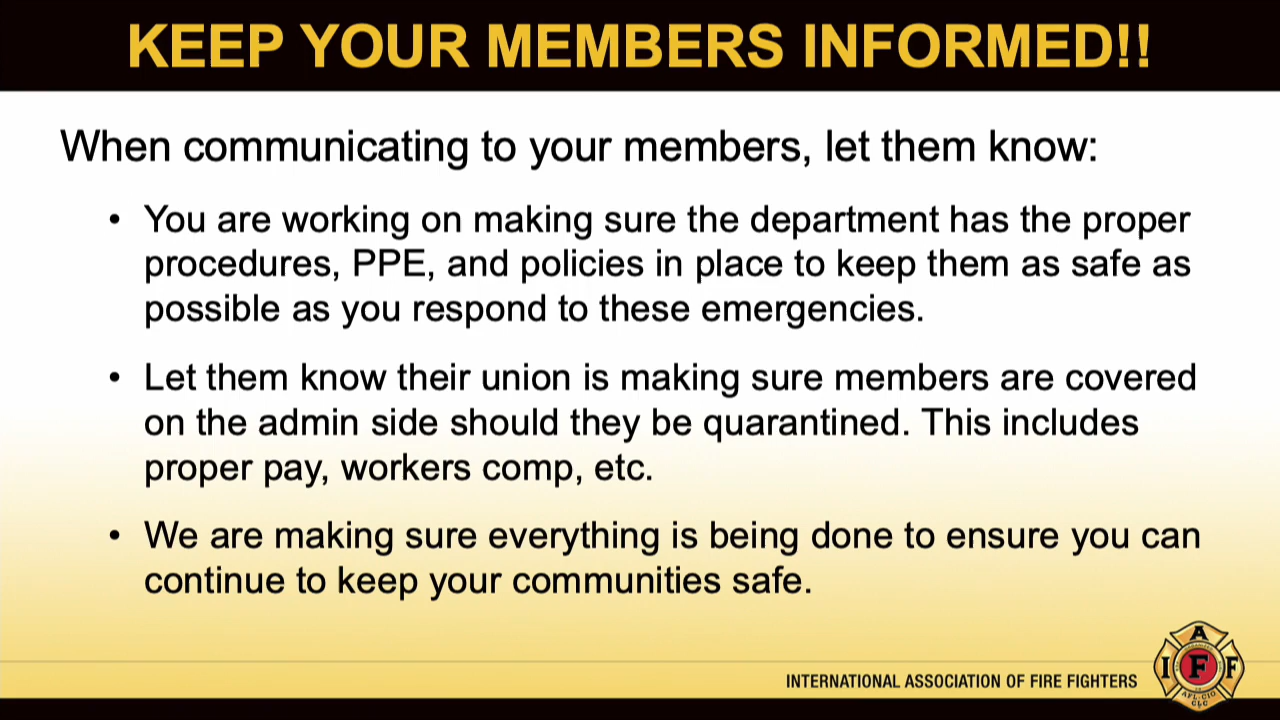 KEEP YOUR MEMBERS INFORMED!!
When communicating to your members, let them know:
• You are working on making sure the department has the proper
procedures, PPE, and policies in place to keep them as safe as
possible as you respond to these emergencies.
• Let them know their union is making sure members are covered
on the admin side should they be quarantined. This includes
proper pay, workers comp, etc.
• We are making sure everything is being done to ensure you can
continue to keep your communities safe.
INTERNATIONAL ASSOCIATION OF FIRE FIGHTERS
A
I F F
AFL-CIO
CLC